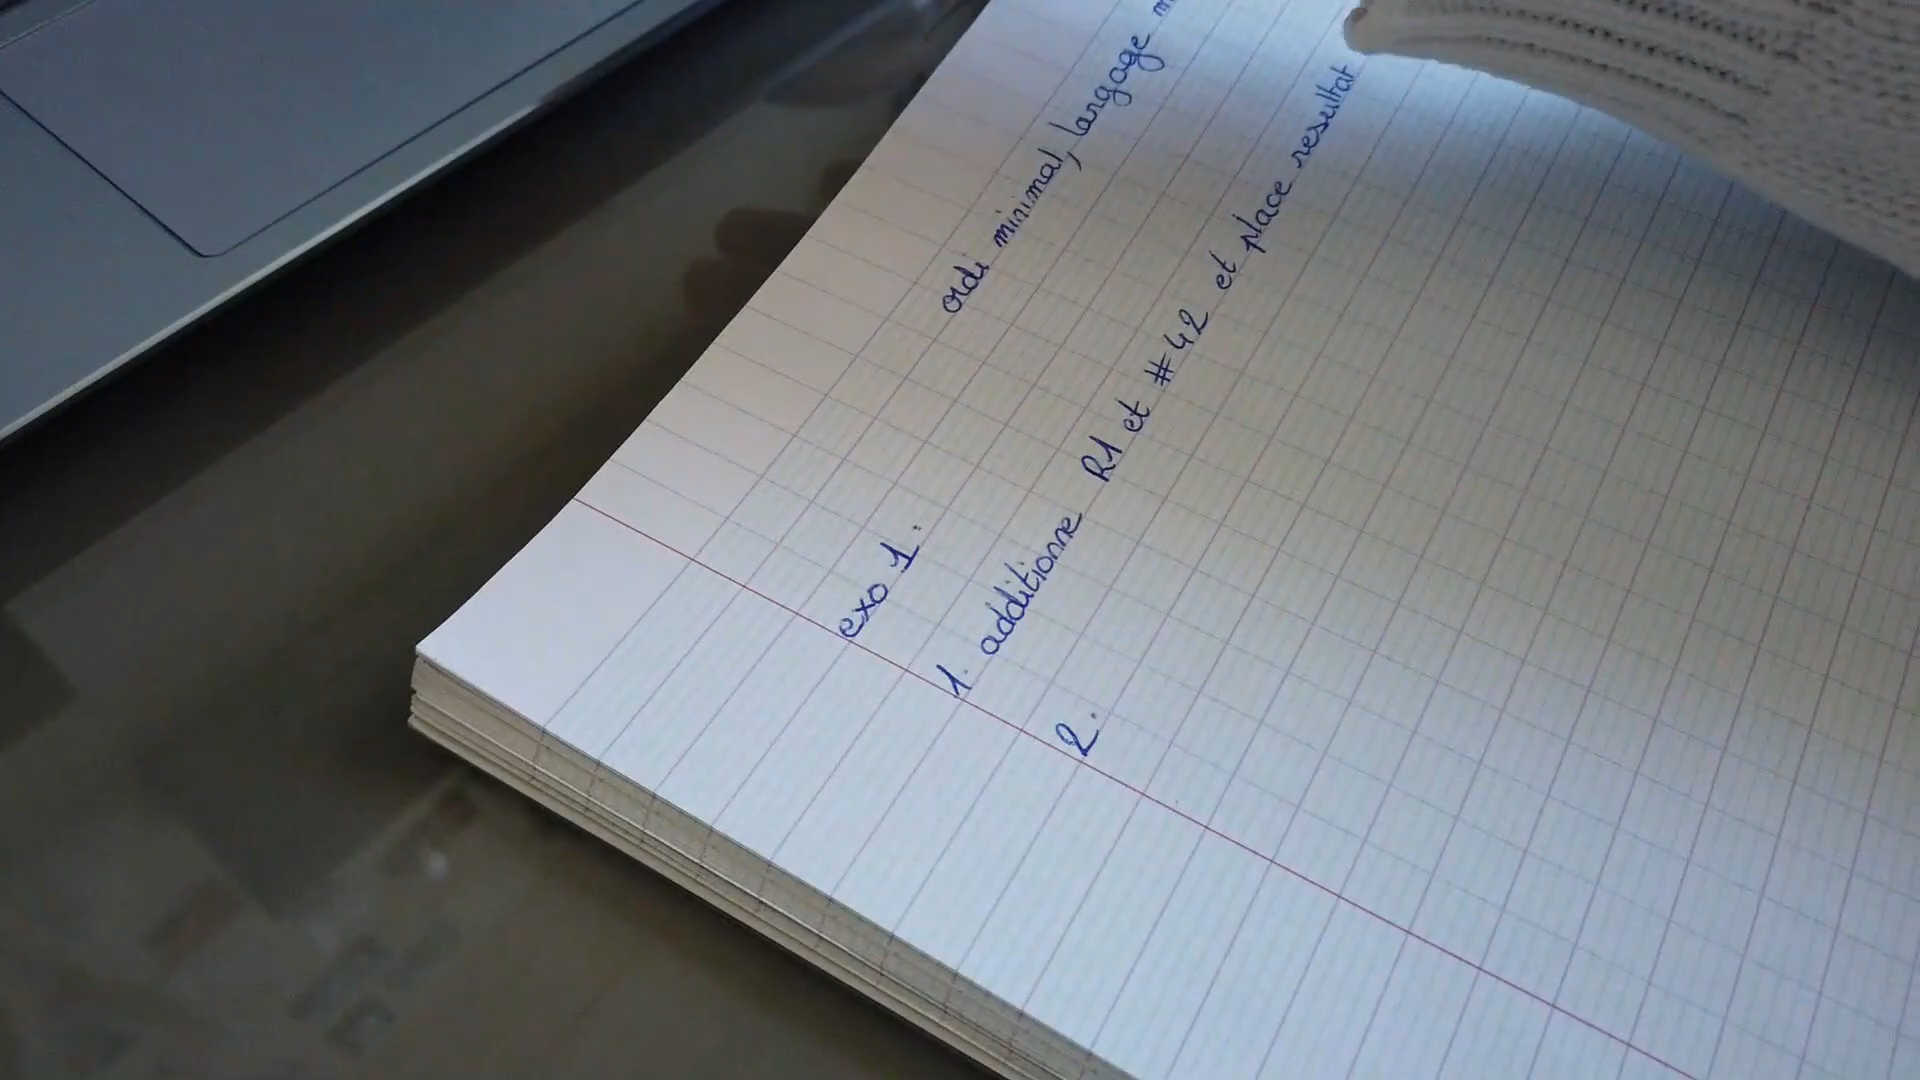 ordi minimal, langage
exo 1:
1. additionne R1 et #42 et place resultat
2.